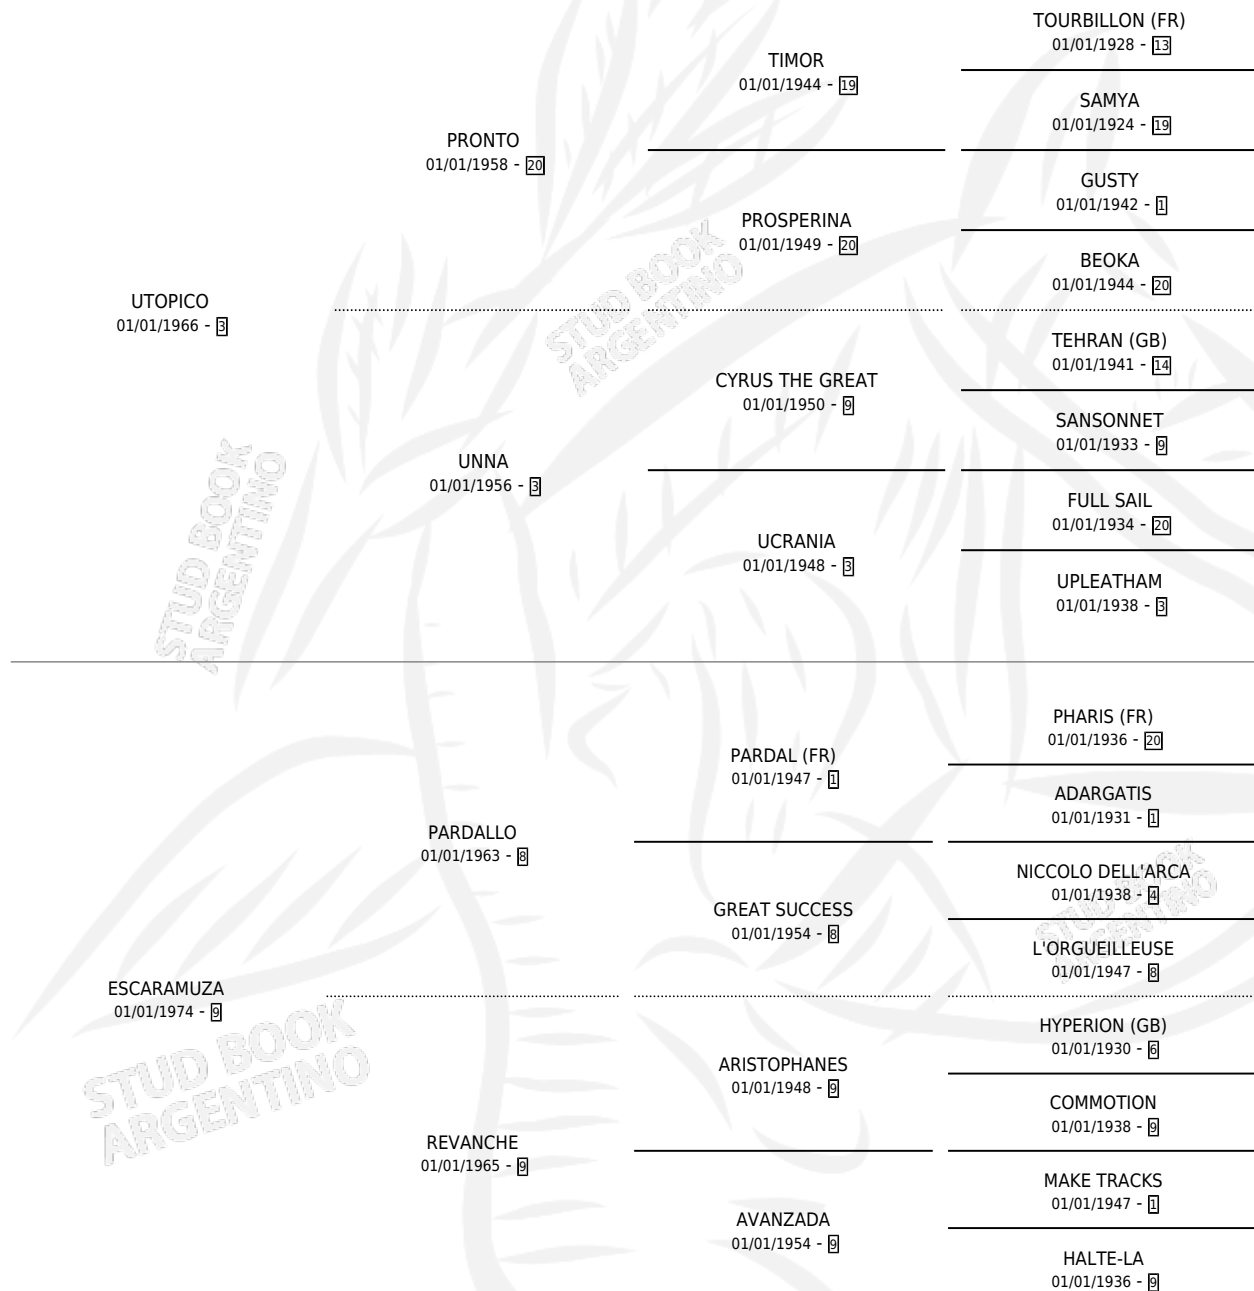 TOURBILLON (FR)
01/01/1928 - 13
TIMOR
01/01/1944 - 19
SAMYA
01/01/1924 - 19
PRONTO
01/01/1958 - 20
GUSTY
01/01/1942 - 1
PROSPERINA
01/01/1949 - 20
BEOKA
01/01/1944 - 20
UTOPICO
01/01/1966 - 3
STUD BOOK
ARGENTINO
TEHRAN (GB)
01/01/1941 - 14
CYRUS THE GREAT
01/01/1950 - 9
SANSONNET
01/01/1933 - 9
UNNA
01/01/1956 - 3
FULL SAIL
01/01/1934 - 20
UCRANIA
01/01/1948 - 3
UPLEATHAM
01/01/1938 - 3
STUD BOOK
ARGENTINO
PHARIS (FR)
01/01/1936 - 20
PARDAL (FR)
01/01/1947 - 1
ADARGATIS
01/01/1931 - 1
PARDALLO
01/01/1963 - 8
NICCOLO DELL'ARCA
01/01/1938 - 4
GREAT SUCCESS
01/01/1954 - 8
L'ORGUEILLEUSE
01/01/1947 - 8
STUD BOOK
ARGENTINO
ESCARAMUZA
01/01/1974 - 9
HYPERION (GB)
01/01/1930 - 6
ARISTOPHANES
01/01/1948 - 9
COMMOTION
01/01/1938 - 9
STUD BOOK
ARGENTINO
REVANCHE
01/01/1965 - 9
MAKE TRACKS
01/01/1947 - 1
AVANZADA
01/01/1954 - 9
HALTE-LA
01/01/1936 - 9